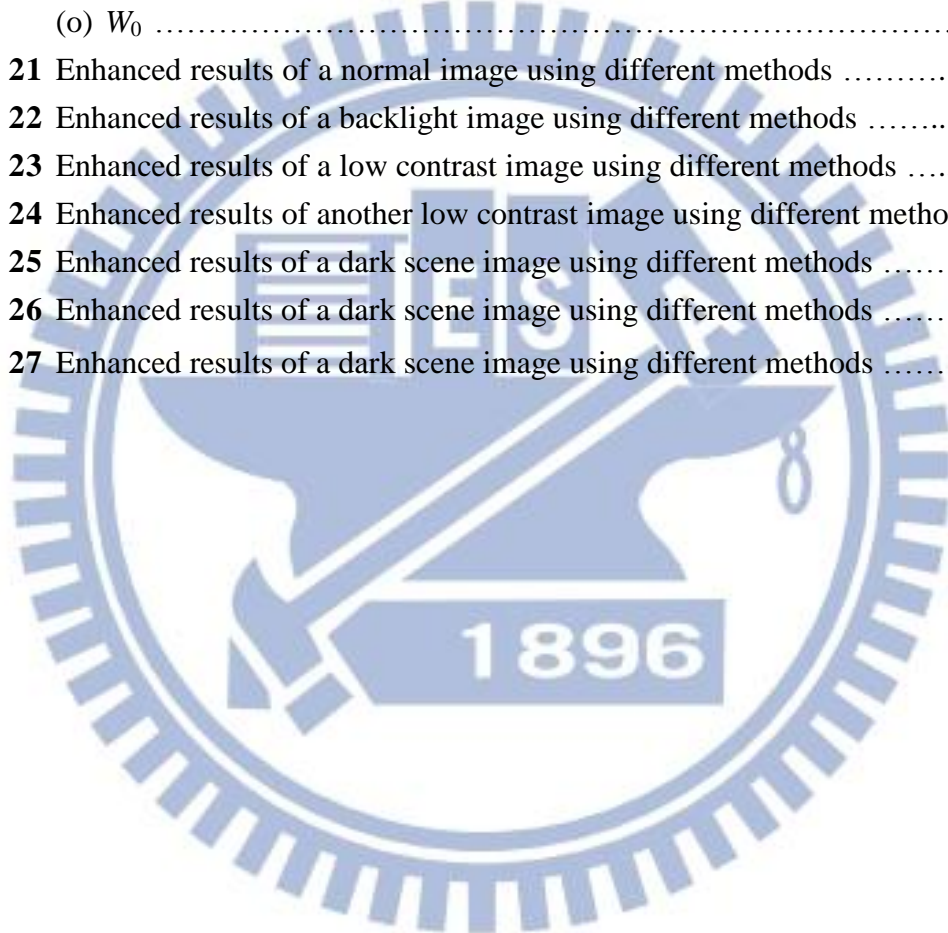 (o) W0 ……………………………………………………………………
21 Enhanced results of a normal image using different methods ……….
22 Enhanced results of a backlight image using different methods ……..
23 Enhanced results of a low contrast image using different methods ….
24 Enhanced results of another low contrast image using different metho
25 Enhanced results of a dark scene image using different methods ……
26 Enhanced results of a dark scene image using different methods ……
27 Enhanced results of a dark scene image using different methods ……
ESA
1896